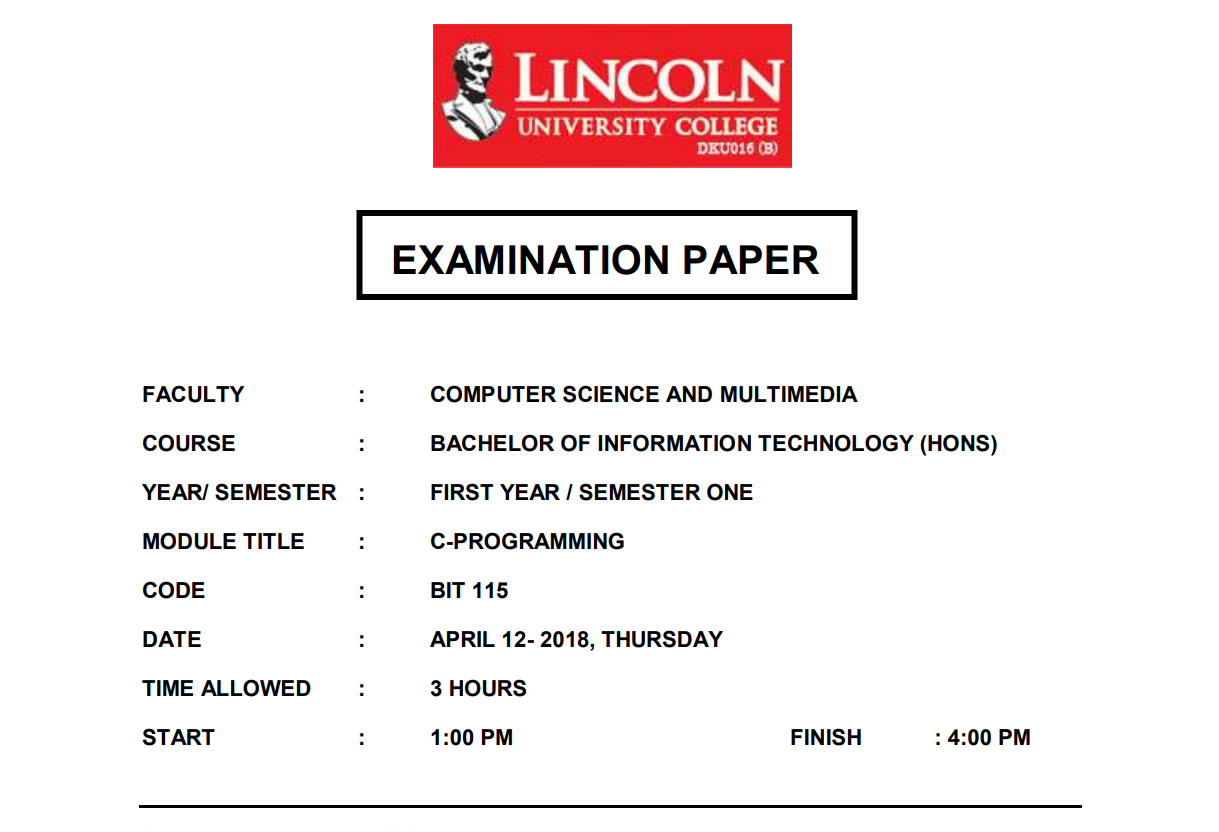 LINCOLN
UNIVERSITY COLLEGE
DKU016 (B)
EXAMINATION PAPER
FACULTY : COMPUTER SCIENCE AND MULTIMEDIA
COURSE : BACHELOR OF INFORMATION TECHNOLOGY (HONS)
YEAR/ SEMESTER : FIRST YEAR / SEMESTER ONE
MODULE TITLE : C-PROGRAMMING
CODE : BIT 115
DATE : APRIL 12- 2018, THURSDAY
TIME ALLOWED : 3 HOURS
START : 1:00 PM FINISH : 4:00 PM